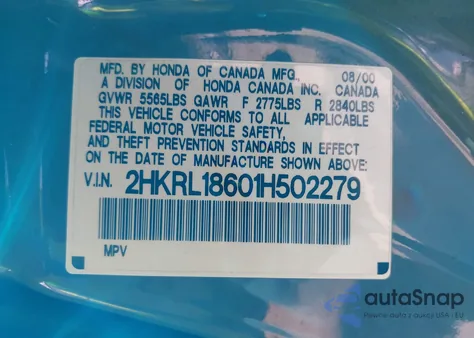 MFD. BY HONDA OF CANADA MFG., 08/00
A DIVISION OF HONDA CANADA INC. CANADA
GVWR 5565LBS GAWR F 2775LBS R 2840LBS
THIS VEHICLE CONFORMS TO ALL APPLICABLE
FEDERAL MOTOR VEHICLE SAFETY,
AND THEFT PREVENTION STANDARDS IN EFFECT
ON THE DATE OF MANUFACTURE SHOWN ABOVE:
V.I.N. 2HKRL18601H502279
MPV
autoSnap